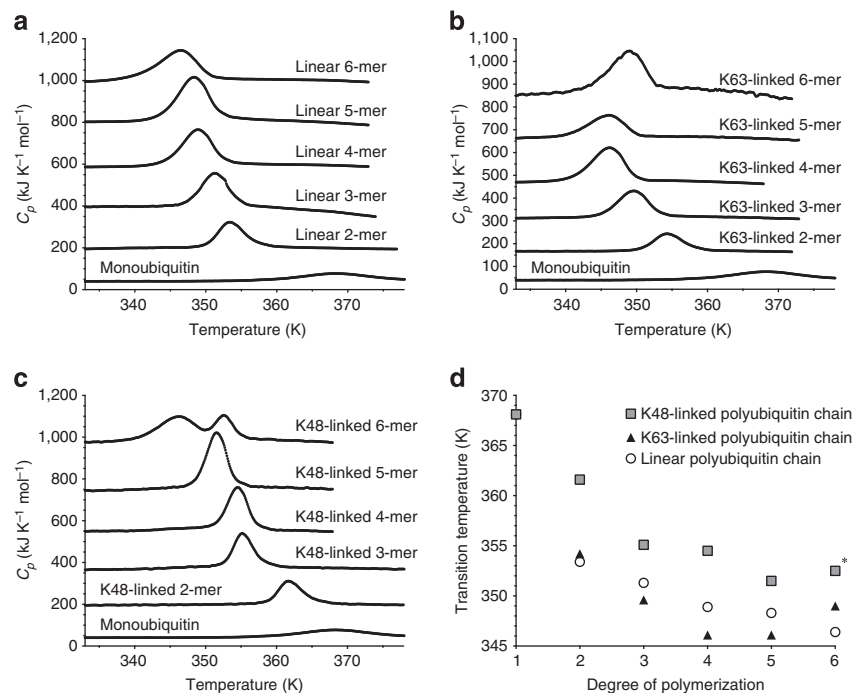 a
1,200
1,000
800
600
400
200
0
Cp (kJ K–1 mol–1)
Linear 6-mer
Linear 5-mer
Linear 4-mer
Linear 3-mer
Linear 2-mer
Monoubiquitin
340 350 360 370
Temperature (K)
b
1,100
1,000
900
800
700
600
500
400
300
200
100
0
Cp (kJ K–1 mol–1)
K63-linked 6-mer
K63-linked 5-mer
K63-linked 4-mer
K63-linked 3-mer
K63-linked 2-mer
Monoubiquitin
340 350 360 370
Temperature (K)
c
1,200
1,000
800
600
400
200
0
Cp (kJ K–1 mol–1)
K48-linked 6-mer
K48-linked 5-mer
K48-linked 4-mer
K48-linked 3-mer
K48-linked 2-mer
Monoubiquitin
340 350 360 370
Temperature (K)
d
370
365
360
355
350
345
Transition temperature (K)
K48-linked polyubiquitin chain
K63-linked polyubiquitin chain
Linear polyubiquitin chain
*
1 2 3 4 5 6
Degree of polymerization